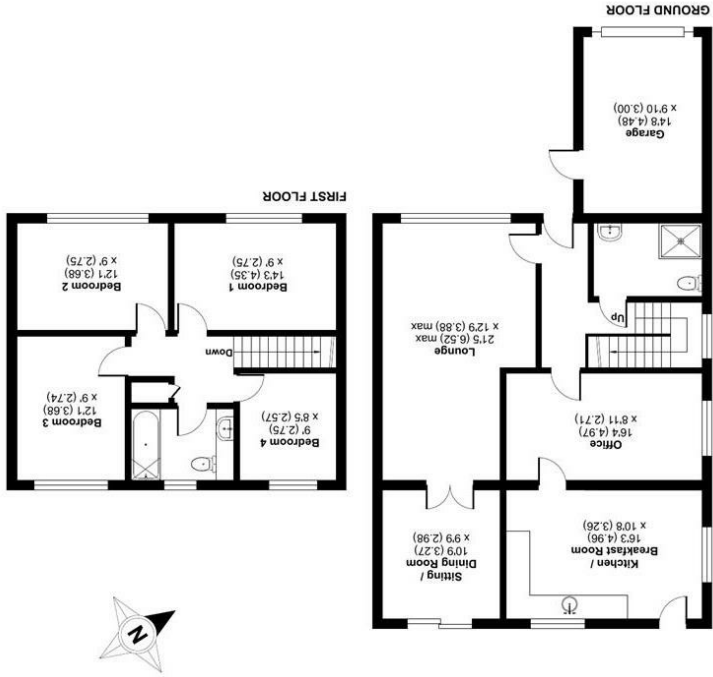 N
Kitchen /
Breakfast Room
16'3 (4.96)
x 10'8 (3.26)
Sitting /
Dining Room
10'9 (3.27)
x 9'9 (2.98)
Office
16'4 (4.97)
x 8'11 (2.71)
Lounge
21'5 (6.52) max
x 12'9 (3.88) max
Up
Garage
14'8 (4.48)
x 9'10 (3.00)
GROUND FLOOR
Bedroom 4
9' (2.75)
x 8'5 (2.57)
Bedroom 3
12'1 (3.68)
x 9' (2.74)
Down
Bedroom 1
14'3 (4.35)
x 9' (2.75)
Bedroom 2
12'1 (3.68)
x 9' (2.75)
FIRST FLOOR